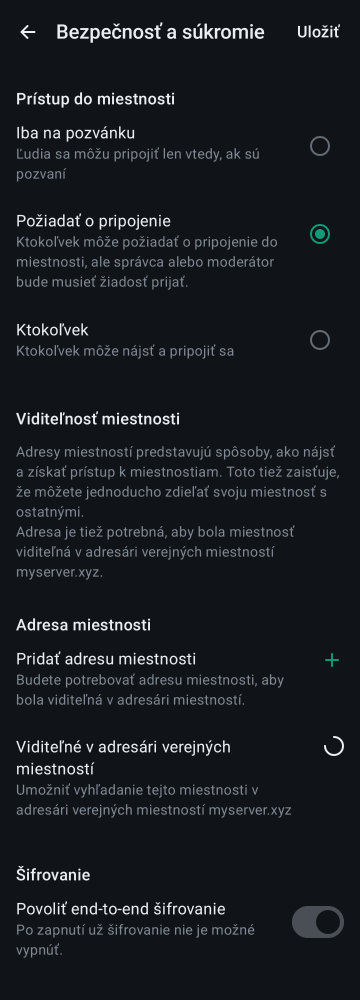 Bezpečnosť a súkromie
Uložiť
Prístup do miestnosti
Iba na pozvánku
Ľudia sa môžu pripojiť len vtedy, ak sú
pozvaní
Požiadať o pripojenie
Ktokoľvek môže požiadať o pripojenie do
miestnosti, ale správca alebo moderátor
bude musieť žiadosť prijať.
Ktokoľvek
Ktokoľvek môže nájsť a pripojiť sa
Viditeľnosť miestnosti
Adresy miestností predstavujú spôsoby, ako nájsť
a získať prístup k miestnostiam. Toto tiež zaisťuje,
že môžete jednoducho zdieľať svoju miestnosť s
ostatnými.
Adresa je tiež potrebná, aby bola miestnosť
viditeľná v adresári verejných miestností
myserver.xyz.
Adresa miestnosti
Pridať adresu miestnosti
Budete potrebovať adresu miestnosti, aby
bola viditeľná v adresári miestností.
Viditeľné v adresári verejných
miestností
Umožniť vyhľadanie tejto miestnosti v
adresári verejných miestností myserver.xyz
Šifrovanie
Povoliť end-to-end šifrovanie
Po zapnutí už šifrovanie nie je možné
vypnúť.